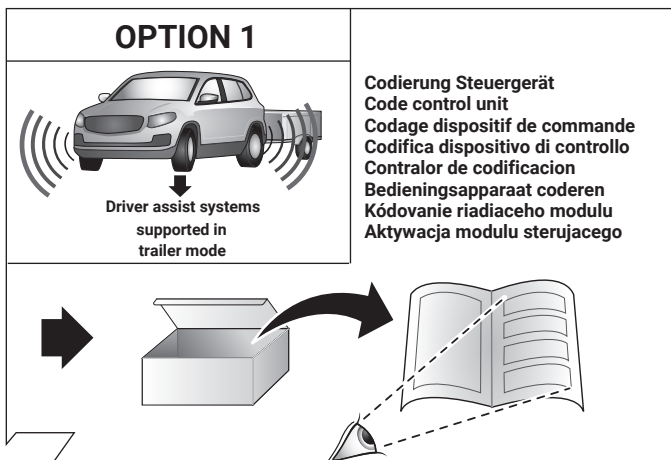 OPTION 1
Driver assist systems
supported in
trailer mode
Codierung Steuergerät
Code control unit
Codage dispositif de commande
Codifica dispositivo di controllo
Contralor de codificacion
Bedieningsapparaat coderen
Kódovanie riadiaceho modulu
Aktywacja modulu sterujacego